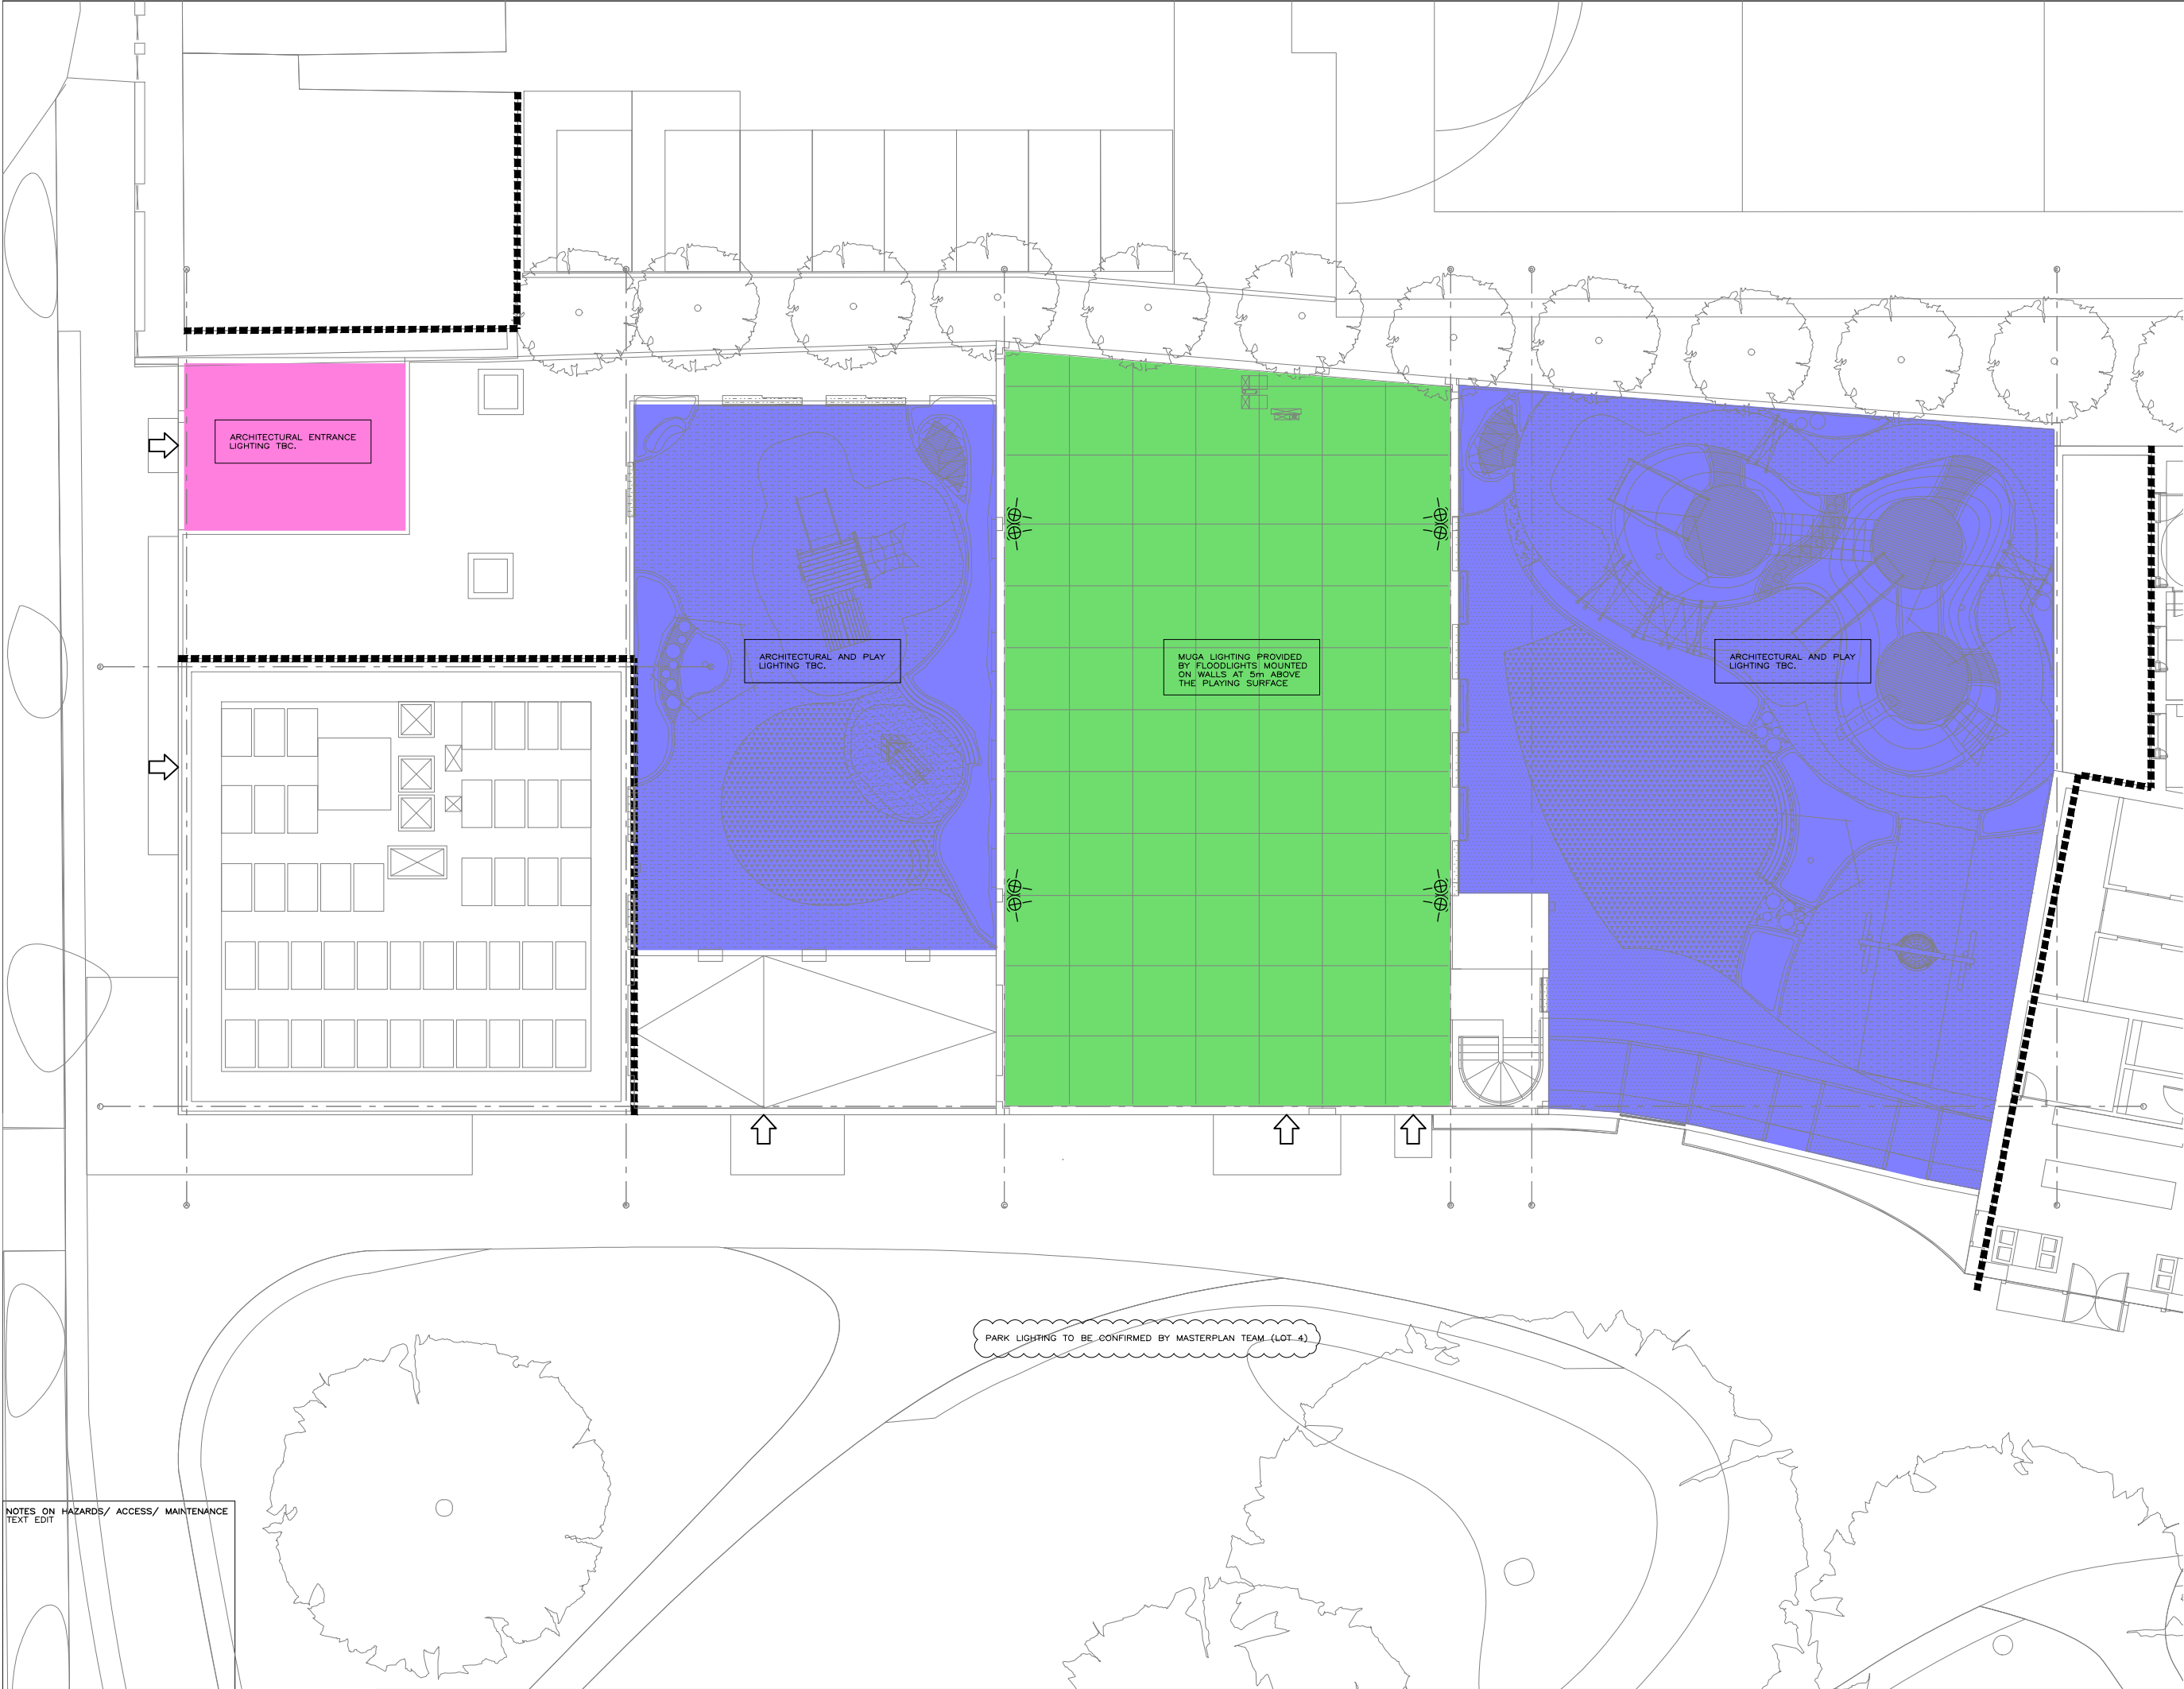 ARCHITECTURAL ENTRANCE
LIGHTING TBC.
ARCHITECTURAL AND PLAY
LIGHTING TBC.
MUGA LIGHTING PROVIDED
BY FLOODLIGHTS MOUNTED
ON WALLS AT 5m ABOVE
THE PLAYING SURFACE
ARCHITECTURAL AND PLAY
LIGHTING TBC.
PARK LIGHTING TO BE CONFIRMED BY MASTERPLAN TEAM (LOT 4)
NOTES ON HAZARDS/ ACCESS/ MAINTENANCE
TEXT EDIT